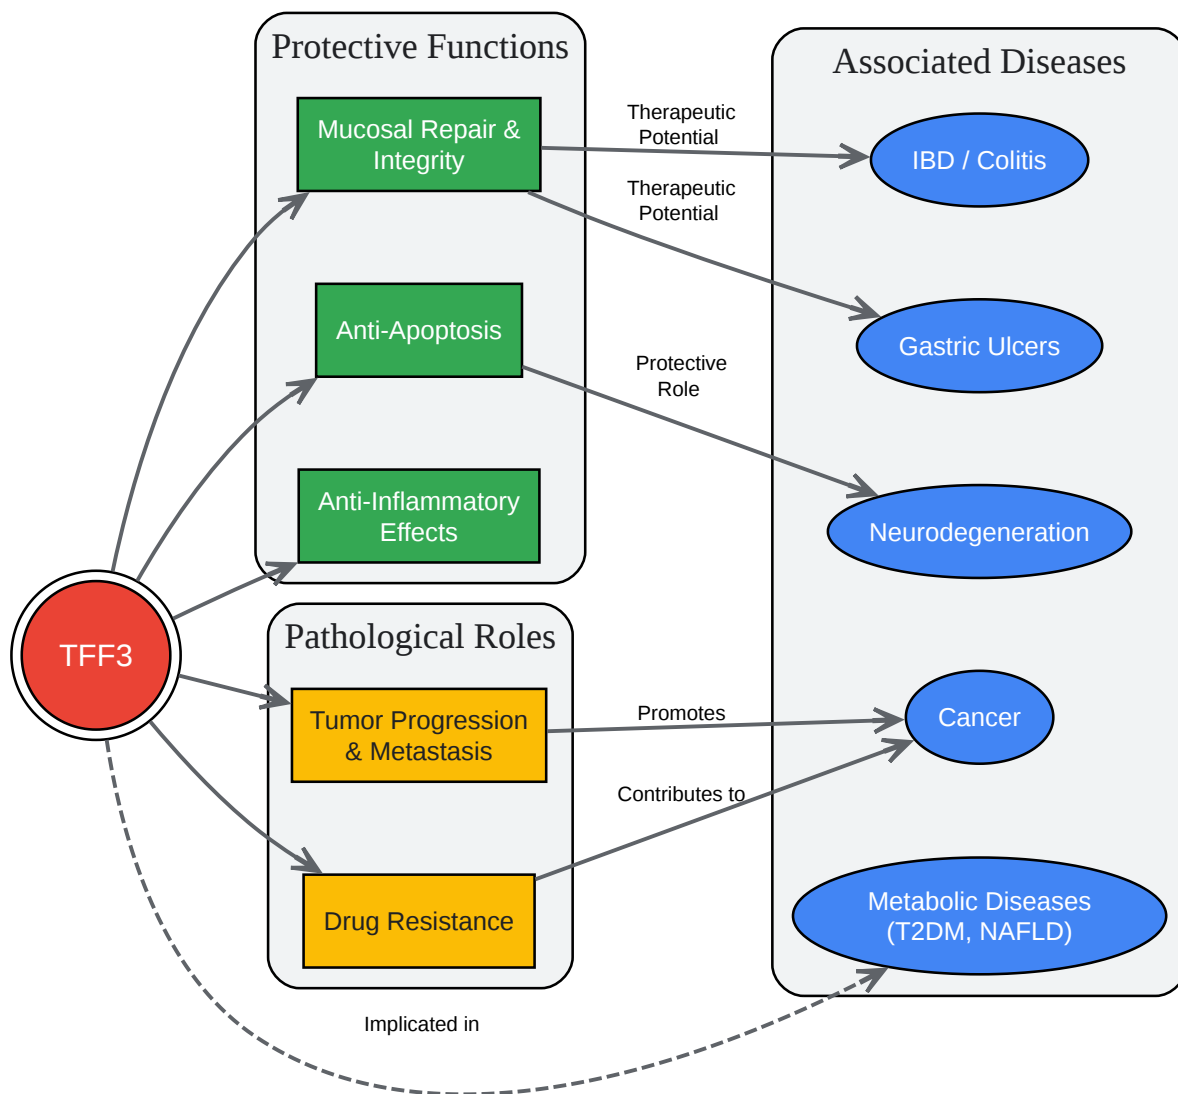 Protective Functions
Mucosal Repair &
Integrity
Anti-Apoptosis
Anti-Inflammatory
Effects
TFF3
Pathological Roles
Tumor Progression
& Metastasis
Drug Resistance
Therapeutic
Potential
Therapeutic
Potential
Protective
Role
Promotes
Contributes to
Implicated in
Associated Diseases
IBD / Colitis
Gastric Ulcers
Neurodegeneration
Cancer
Metabolic Diseases
(T2DM, NAFLD)